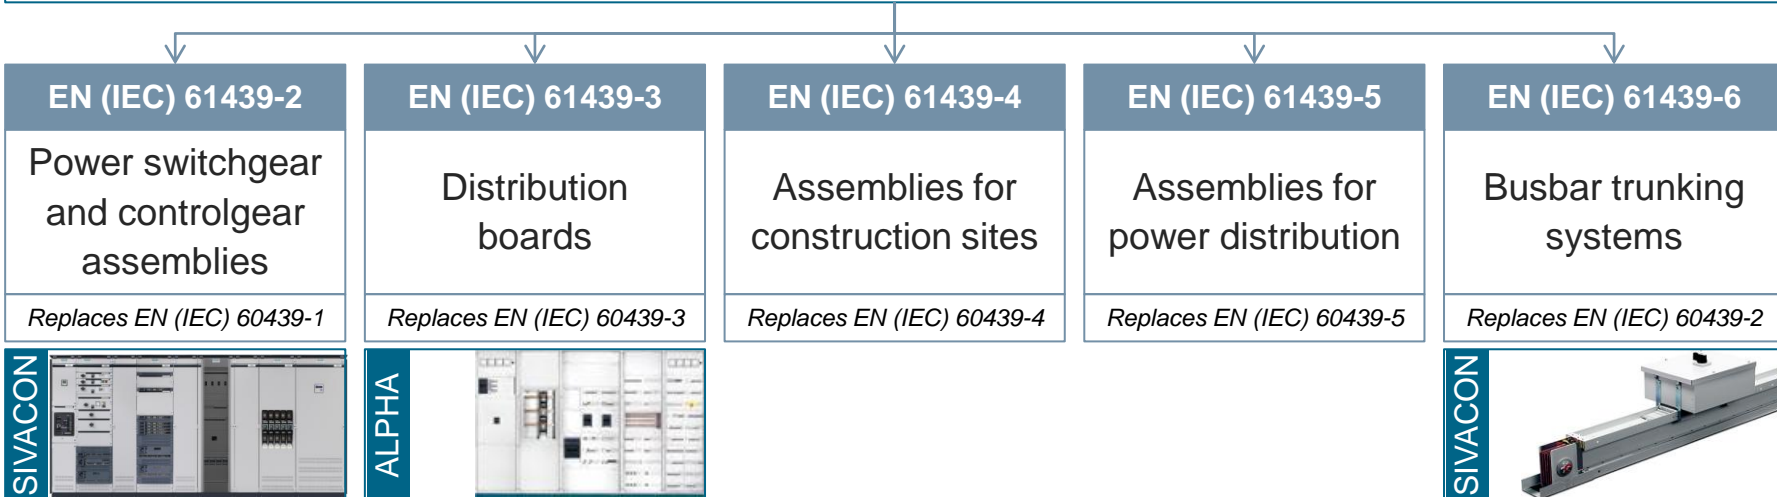 EN (IEC) 61439-2
Power switchgear
and controlgear
assemblies
Replaces EN (IEC) 60439-1
SIVACON
EN (IEC) 61439-3
Distribution
boards
Replaces EN (IEC) 60439-3
ALPHA
EN (IEC) 61439-4
Assemblies for
construction sites
Replaces EN (IEC) 60439-4
EN (IEC) 61439-5
Assemblies for
power distribution
Replaces EN (IEC) 60439-5
EN (IEC) 61439-6
Busbar trunking
systems
Replaces EN (IEC) 60439-2
SIVACON